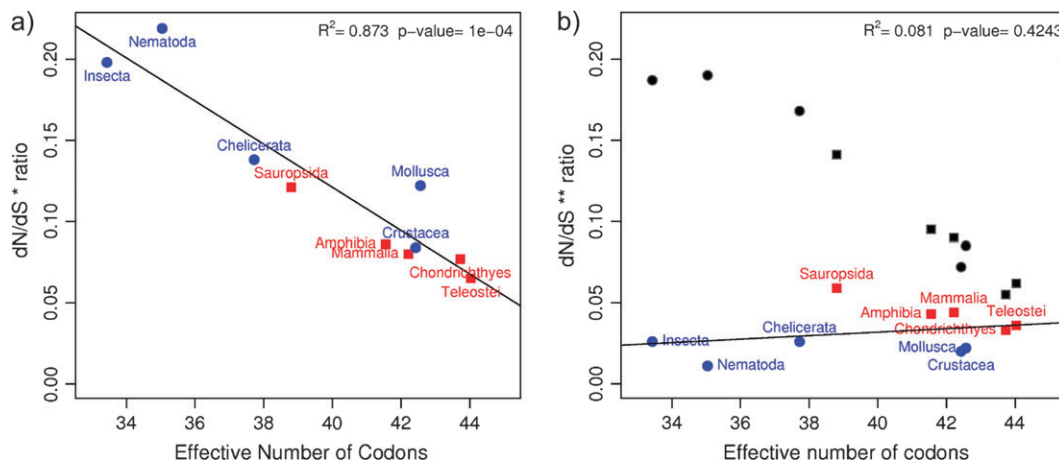 a)
R²= 0.873 p-value= 1e-04
dN/dS * ratio
0.20
0.15
0.10
0.05
0.00
Nematoda
Insecta
Chelicerata
Sauropsida
Mollusca
Crustacea
Amphibia
Mammalia
Chondrichthyes
Teleostei
34 36 38 40 42 44
Effective Number of Codons
b)
R²= 0.081 p-value= 0.4243
dN/dS ** ratio
0.20
0.15
0.10
0.05
0.00
Sauropsida
Mammalia
Amphibia
Teleostei
Chelicerata
Chondrichthyes
Insecta
Mollusca
Nematoda
Crustacea
34 36 38 40 42 44
Effective number of codons